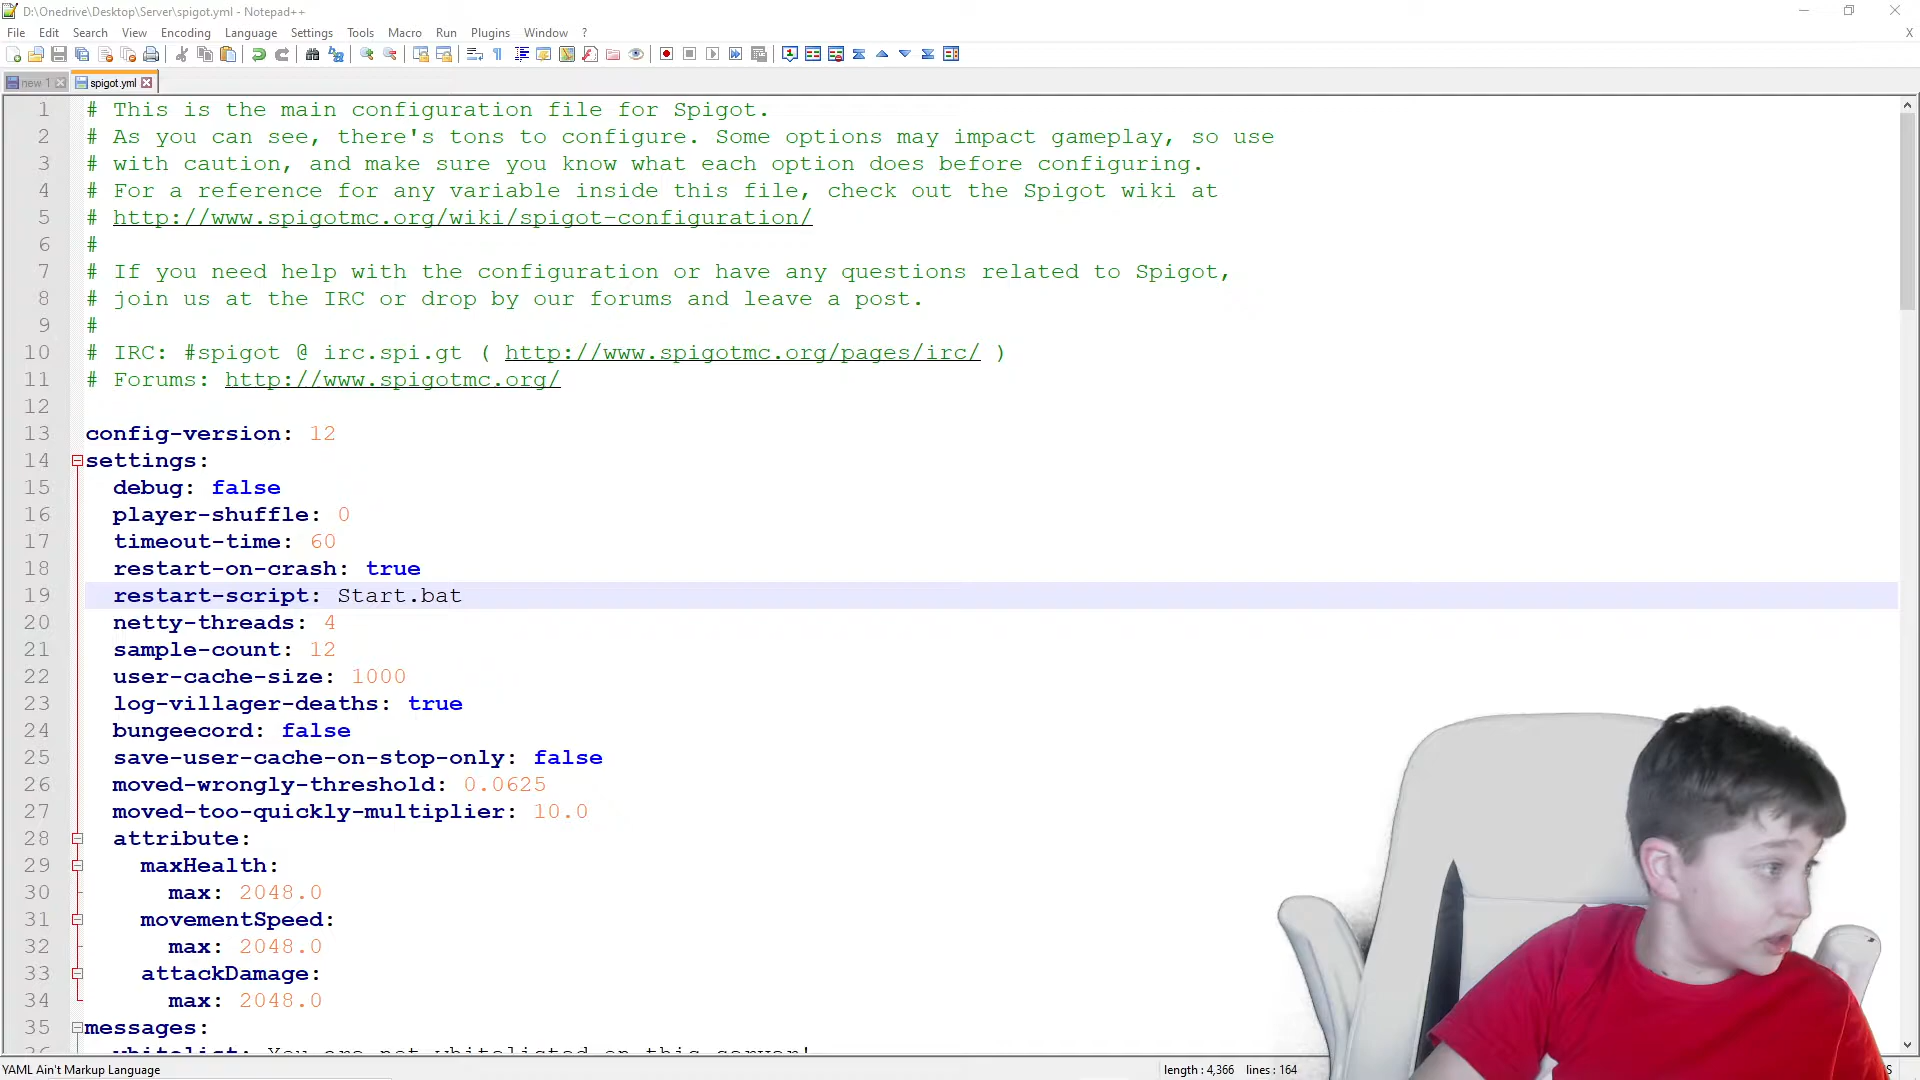 D:\Onedrive\Desktop\Server\spigot.yml - Notepad++
File Edit Search View Encoding Language Settings Tools Macro Run Plugins Window ? X
new 1 spigot.yml
1 # This is the main configuration file for Spigot.
2 # As you can see, there's tons to configure. Some options may impact gameplay, so use
3 # with caution, and make sure you know what each option does before configuring.
4 # For a reference for any variable inside this file, check out the Spigot wiki at
5 # http://www.spigotmc.org/wiki/spigot-configuration/
6 #
7 # If you need help with the configuration or have any questions related to Spigot,
8 # join us at the IRC or drop by our forums and leave a post.
9 #
10 # IRC: #spigot @ irc.spi.gt ( http://www.spigotmc.org/pages/irc/ )
11 # Forums: http://www.spigotmc.org/
12
13 config-version: 12
14 settings:
15 debug: false
16 player-shuffle: 0
17 timeout-time: 60
18 restart-on-crash: true
19 restart-script: Start.bat
20 netty-threads: 4
21 sample-count: 12
22 user-cache-size: 1000
23 log-villager-deaths: true
24 bungeecord: false
25 save-user-cache-on-stop-only: false
26 moved-wrongly-threshold: 0.0625
27 moved-too-quickly-multiplier: 10.0
28 attribute:
29 maxHealth:
30 max: 2048.0
31 movementSpeed:
32 max: 2048.0
33 attackDamage:
34 max: 2048.0
35 messages:
36 whitelist: You are not whitelisted on this server!
YAML Ain't Markup Language length : 4,366 lines : 164